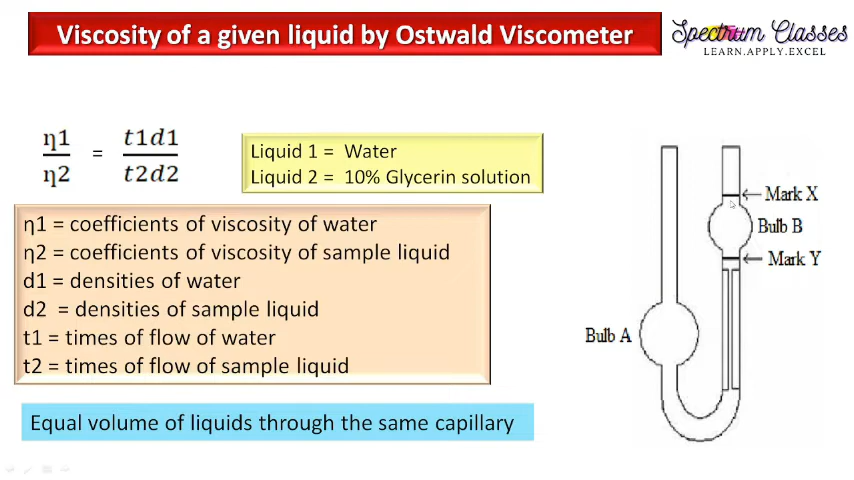 Viscosity of a given liquid by Ostwald Viscometer
Spectrum Classes
LEARN.APPLY.EXCEL
η1 = t1d1
η2 t2d2
Liquid 1 = Water
Liquid 2 = 10% Glycerin solution
η1 = coefficients of viscosity of water
η2 = coefficients of viscosity of sample liquid
d1 = densities of water
d2 = densities of sample liquid
t1 = times of flow of water
t2 = times of flow of sample liquid
Equal volume of liquids through the same capillary
Mark X
Bulb B
Mark Y
Bulb A